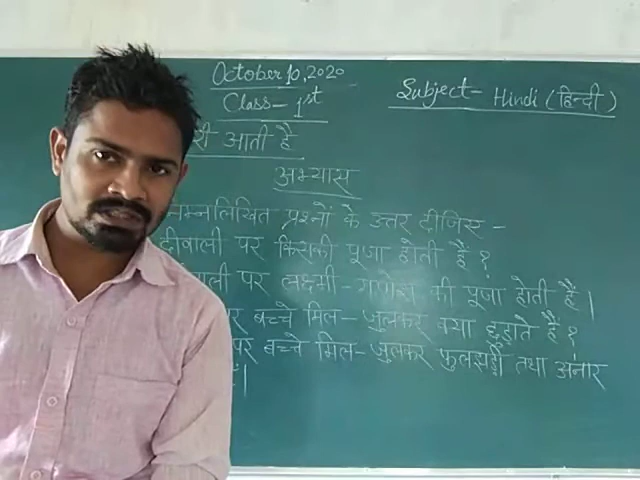 October 10, 2020
Class- 1st
Subject- Hindi (हिन्दी)
री आती है
अभ्यास
निम्नलिखित प्रश्नों के उत्तर दीजिए -
दीवाली पर किसकी पूजा होती है ?
वाली पर लक्ष्मी-गणेश की पूजा होती हैं।
पर बच्चे मिल-जुलकर क्या छुड़ाते हैं ?
पर बच्चे मिल-जुलकर फुलझड़ी तथा अनार
हैं।